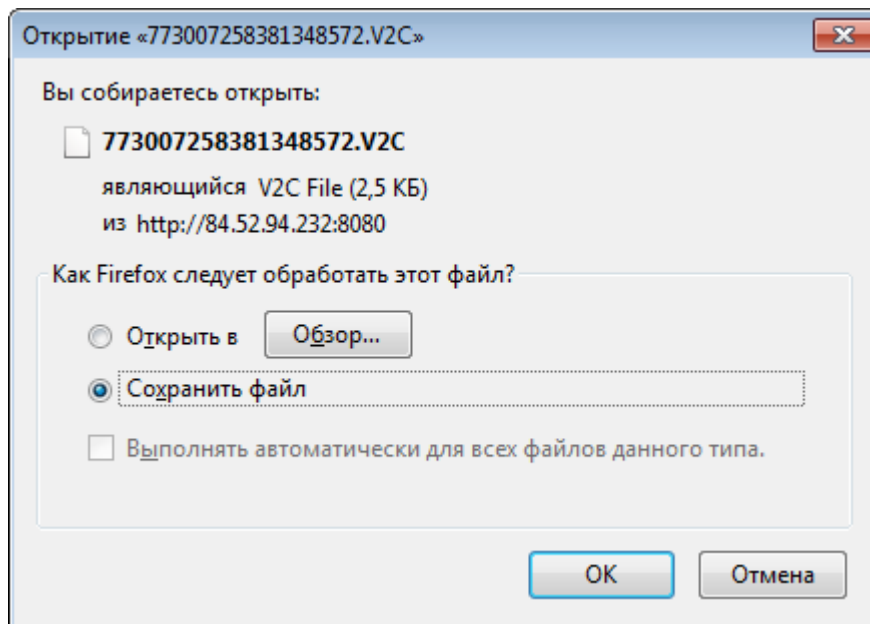 Открытие «773007258381348572.V2C»
Вы собираетесь открыть:
773007258381348572.V2C
являющийся V2C File (2,5 КБ)
из http://84.52.94.232:8080
Как Firefox следует обработать этот файл?
Открыть в Обзор...
Сохранить файл
Выполнять автоматически для всех файлов данного типа.
OK Отмена